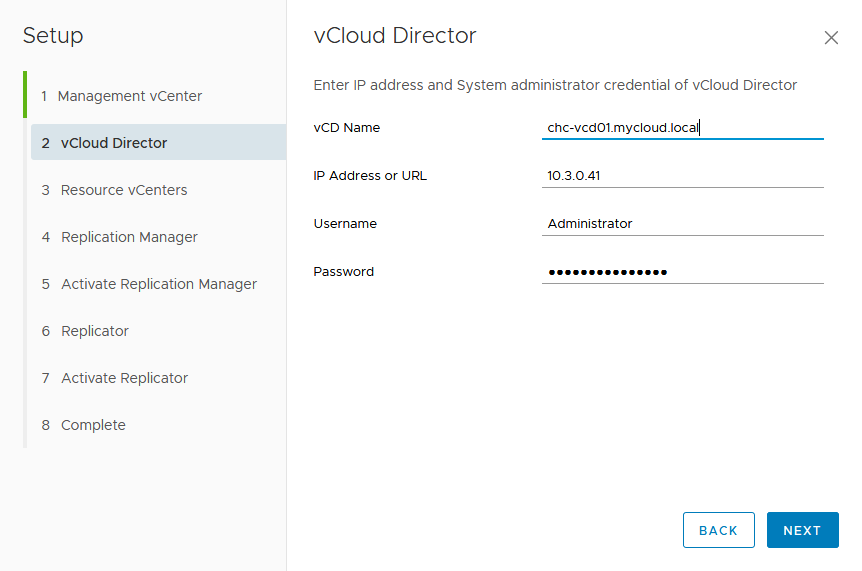 Setup
1 Management vCenter
2 vCloud Director
3 Resource vCenters
4 Replication Manager
5 Activate Replication Manager
6 Replicator
7 Activate Replicator
8 Complete
vCloud Director
Enter IP address and System administrator credential of vCloud Director
vCD Name chc-vcd01.mycloud.local
IP Address or URL 10.3.0.41
Username Administrator
Password •••••••••••••••
BACK NEXT